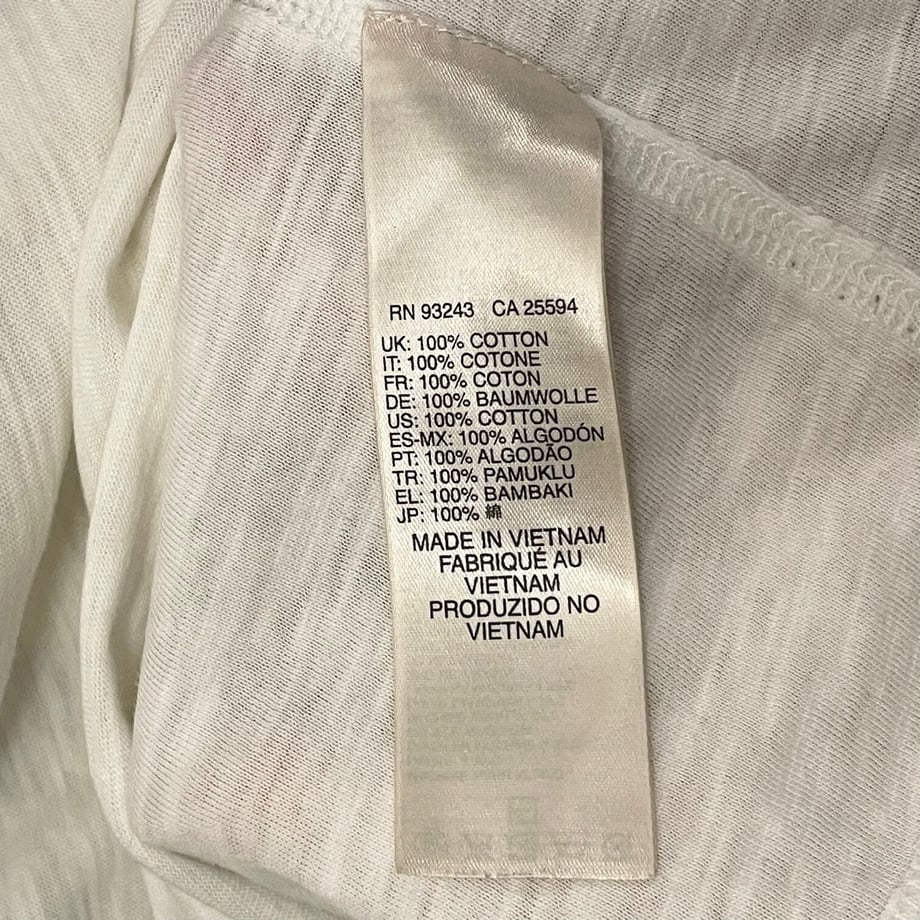 RN 93243 CA 25594
UK: 100% COTTON
IT: 100% COTONE
FR: 100% COTON
DE: 100% BAUMWOLLE
US: 100% COTTON
ES-MX: 100% ALGODÓN
PT: 100% ALGODÃO
TR: 100% PAMUKLU
EL: 100% BAMBAKI
JP: 100% 綿
MADE IN VIETNAM
FABRIQUÉ AU
VIETNAM
PRODUZIDO NO
VIETNAM